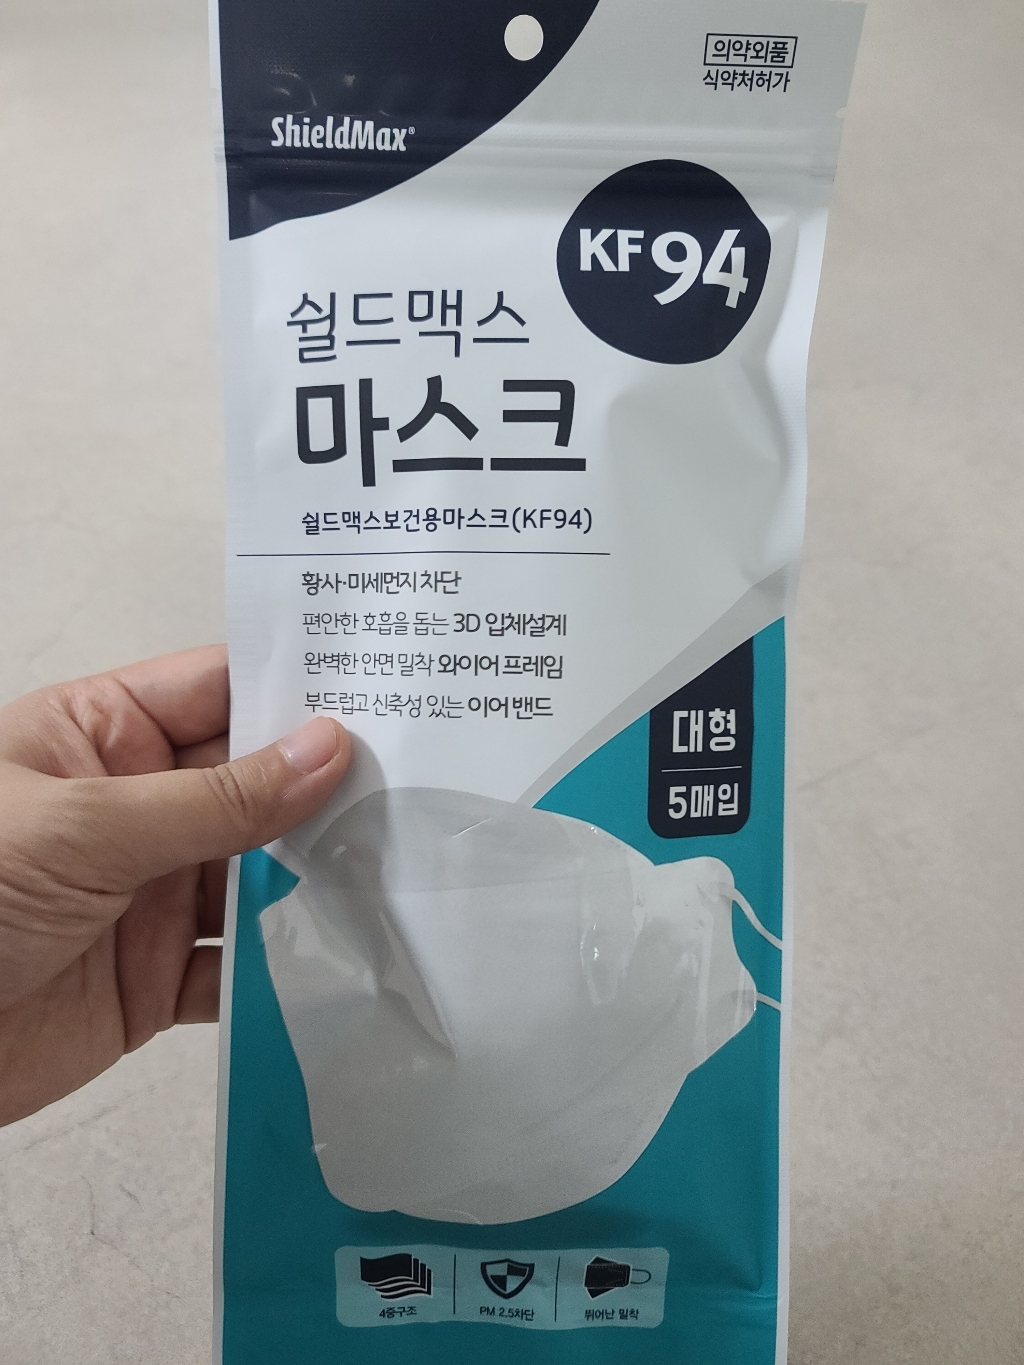 의약외품
식약처허가
ShieldMax®
KF94
쉴드맥스
마스크
쉴드맥스보건용마스크(KF94)
황사·미세먼지 차단
편안한 호흡을 돕는 3D 입체설계
완벽한 안면 밀착 와이어 프레임
부드럽고 신축성 있는 이어 밴드
대형
5매입
4중구조
PM 2.5차단
뛰어난 밀착